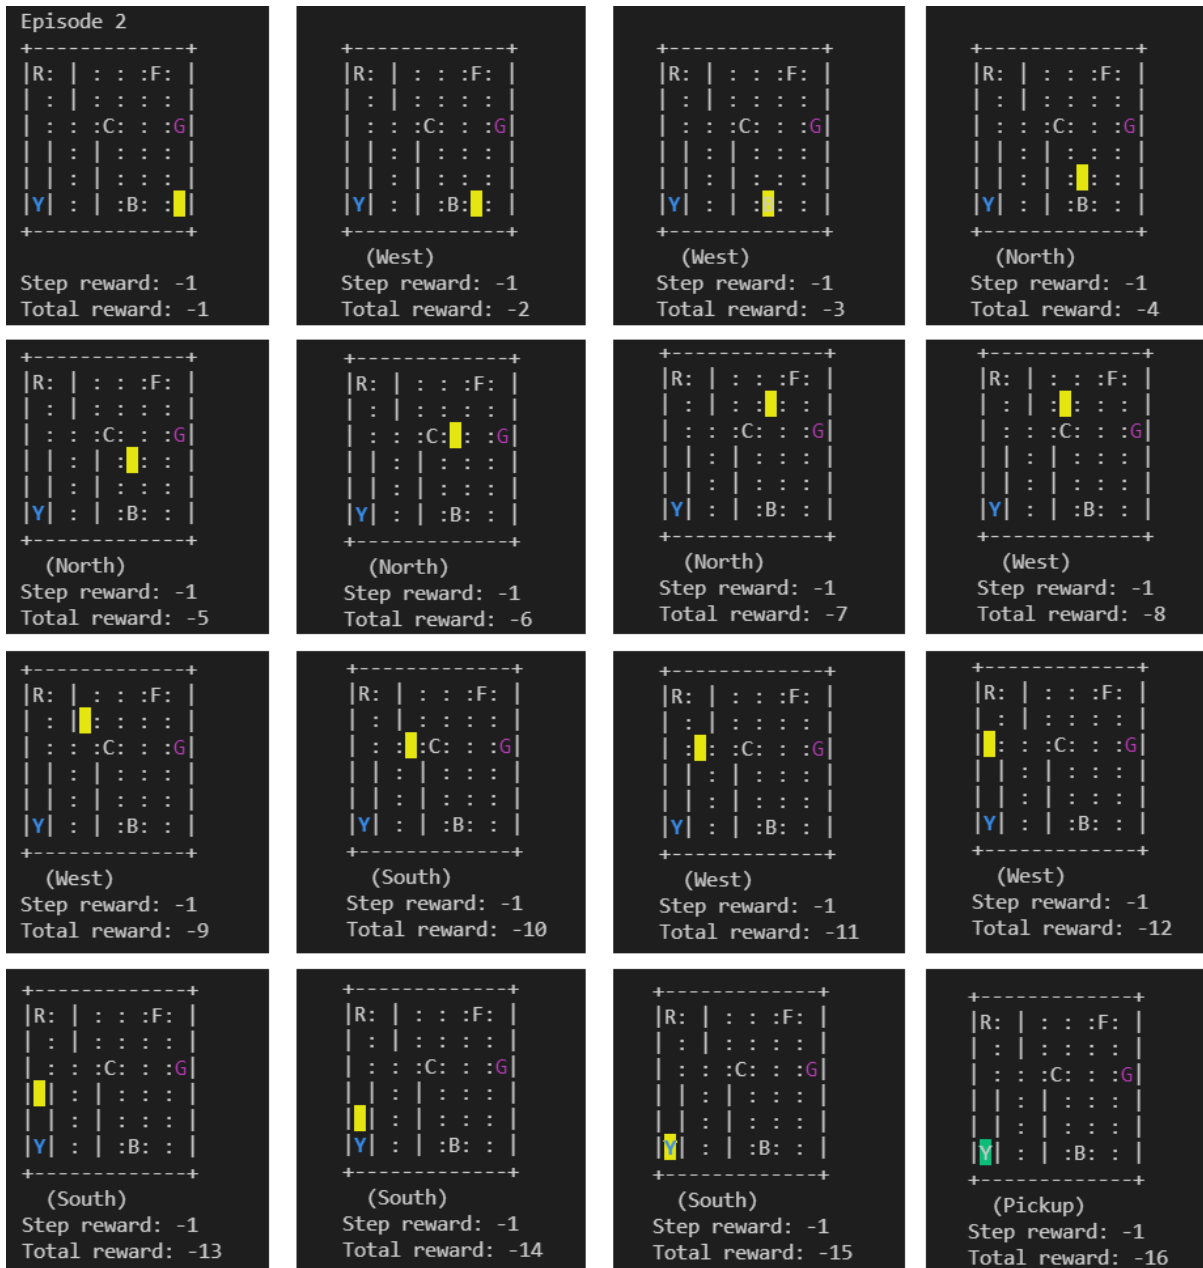 Episode 2
+-------------+
|R: | : : :F: |
| : | : : : : |
| : : :C: : :G|
| | : | : : : |
| | : | : : : |
|Y| : | :B: : |
+-------------+
Step reward: -1
Total reward: -1
+-------------+
|R: | : : :F: |
| : | : : : : |
| : : :C: : :G|
| | : | : : : |
| | : | : : : |
|Y| : | :B: : |
+-------------+
(West)
Step reward: -1
Total reward: -2
+-------------+
|R: | : : :F: |
| : | : : : : |
| : : :C: : :G|
| | : | : : : |
| | : | : : : |
|Y| : | :B: : |
+-------------+
(West)
Step reward: -1
Total reward: -3
+-------------+
|R: | : : :F: |
| : | : : : : |
| : : :C: : :G|
| | : | : : : |
| | : | : : : |
|Y| : | :B: : |
+-------------+
(North)
Step reward: -1
Total reward: -4
+-------------+
|R: | : : :F: |
| : | : : : : |
| : : :C: : :G|
| | : | : : : |
| | : | : : : |
|Y| : | :B: : |
+-------------+
(North)
Step reward: -1
Total reward: -5
+-------------+
|R: | : : :F: |
| : | : : : : |
| : : :C: : :G|
| | : | : : : |
| | : | : : : |
|Y| : | :B: : |
+-------------+
(North)
Step reward: -1
Total reward: -6
+-------------+
|R: | : : :F: |
| : | : : : : |
| : : :C: : :G|
| | : | : : : |
| | : | : : : |
|Y| : | :B: : |
+-------------+
(North)
Step reward: -1
Total reward: -7
+-------------+
|R: | : : :F: |
| : | : : : : |
| : : :C: : :G|
| | : | : : : |
| | : | : : : |
|Y| : | :B: : |
+-------------+
(West)
Step reward: -1
Total reward: -8
+-------------+
|R: | : : :F: |
| : | : : : : |
| : : :C: : :G|
| | : | : : : |
| | : | : : : |
|Y| : | :B: : |
+-------------+
(West)
Step reward: -1
Total reward: -9
+-------------+
|R: | : : :F: |
| : | : : : : |
| : : :C: : :G|
| | : | : : : |
| | : | : : : |
|Y| : | :B: : |
+-------------+
(South)
Step reward: -1
Total reward: -10
+-------------+
|R: | : : :F: |
| : | : : : : |
| : : :C: : :G|
| | : | : : : |
| | : | : : : |
|Y| : | :B: : |
+-------------+
(West)
Step reward: -1
Total reward: -11
+-------------+
|R: | : : :F: |
| : | : : : : |
| : : :C: : :G|
| | : | : : : |
| | : | : : : |
|Y| : | :B: : |
+-------------+
(West)
Step reward: -1
Total reward: -12
+-------------+
|R: | : : :F: |
| : | : : : : |
| : : :C: : :G|
| | : | : : : |
| | : | : : : |
|Y| : | :B: : |
+-------------+
(South)
Step reward: -1
Total reward: -13
+-------------+
|R: | : : :F: |
| : | : : : : |
| : : :C: : :G|
| | : | : : : |
| | : | : : : |
|Y| : | :B: : |
+-------------+
(South)
Step reward: -1
Total reward: -14
+-------------+
|R: | : : :F: |
| : | : : : : |
| : : :C: : :G|
| | : | : : : |
| | : | : : : |
|Y| : | :B: : |
+-------------+
(South)
Step reward: -1
Total reward: -15
+-------------+
|R: | : : :F: |
| : | : : : : |
| : : :C: : :G|
| | : | : : : |
| | : | : : : |
|Y| : | :B: : |
+-------------+
(Pickup)
Step reward: -1
Total reward: -16